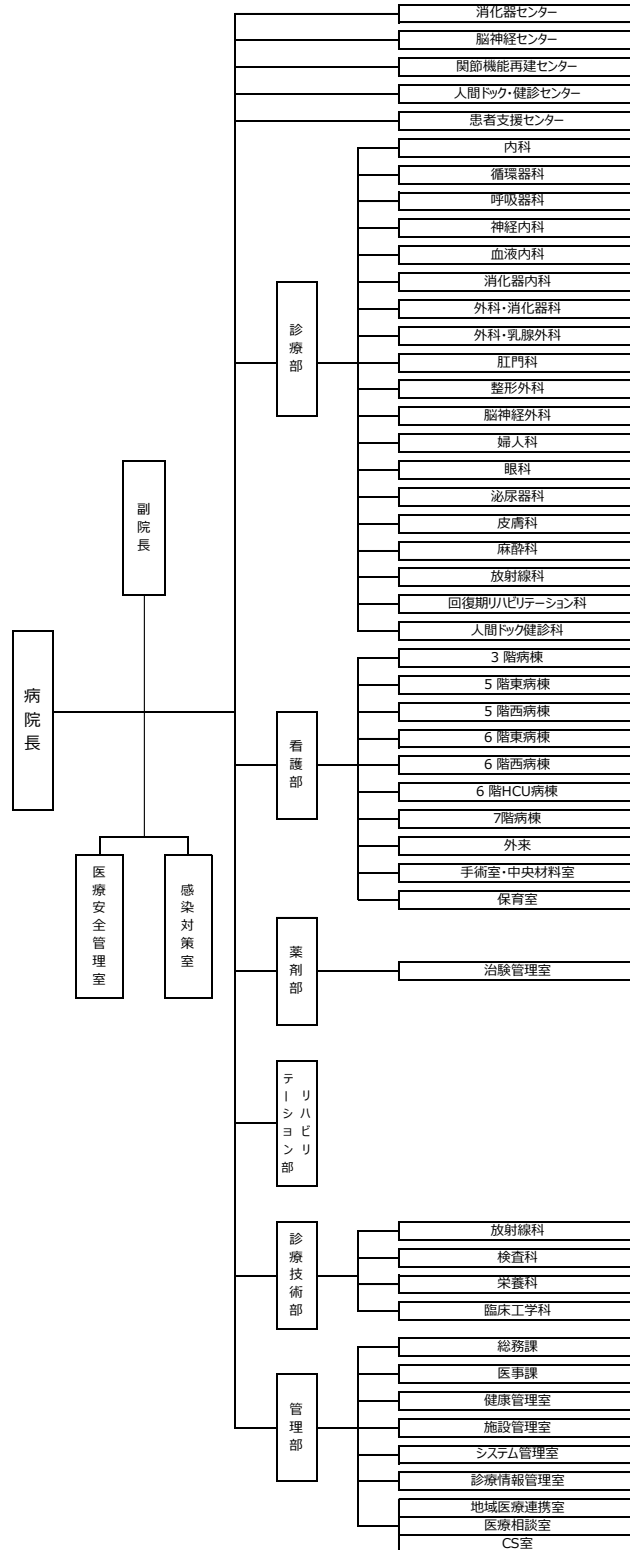 消化器センター
脳神経センター
関節機能再建センター
人間ドック・健診センター
患者支援センター
内科
循環器科
呼吸器科
神経内科
血液内科
消化器内科
外科・消化器科
外科・乳腺外科
肛門科
整形外科
脳神経外科
婦人科
眼科
泌尿器科
皮膚科
麻酔科
放射線科
回復期リハビリテーション科
人間ドック健診科
診療部
副院長
病院長
3 階病棟
5 階東病棟
5 階西病棟
6 階東病棟
6 階西病棟
6 階HCU病棟
7階病棟
外来
手術室・中央材料室
保育室
看護部
医療安全管理室
感染対策室
薬剤部
治験管理室
リハビリ
テーション部
診療技術部
放射線科
検査科
栄養科
臨床工学科
管理部
総務課
医事課
健康管理室
施設管理室
システム管理室
診療情報管理室
地域医療連携室
医療相談室
CS室